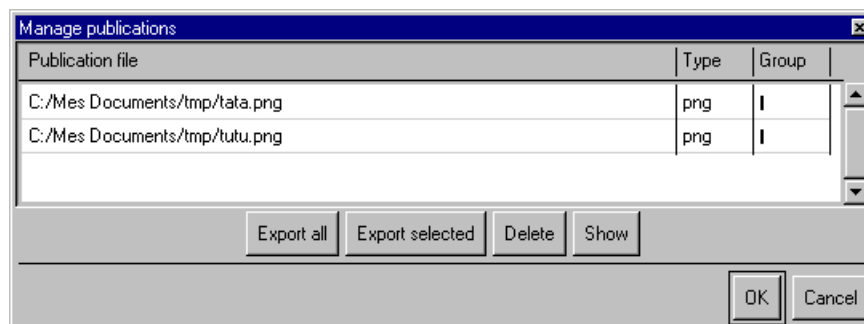 Manage publications
Publication file Type Group
C:/Mes Documents/tmp/tata.png png I
C:/Mes Documents/tmp/tutu.png png I
Export all Export selected Delete Show
OK Cancel